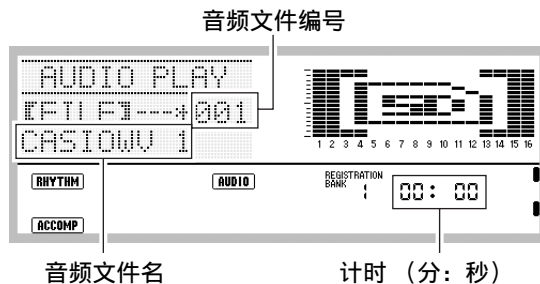 音频文件编号
AUDIO PLAY
【FILE】---*001
CASIOWV 1
[SD]
1 2 3 4 5 6 7 8 9 10 11 12 13 14 15 16
RHYTHM
AUDIO
REGISTRATION
BANK 1
00: 00
ACCOMP
音频文件名
计时 （分：秒）